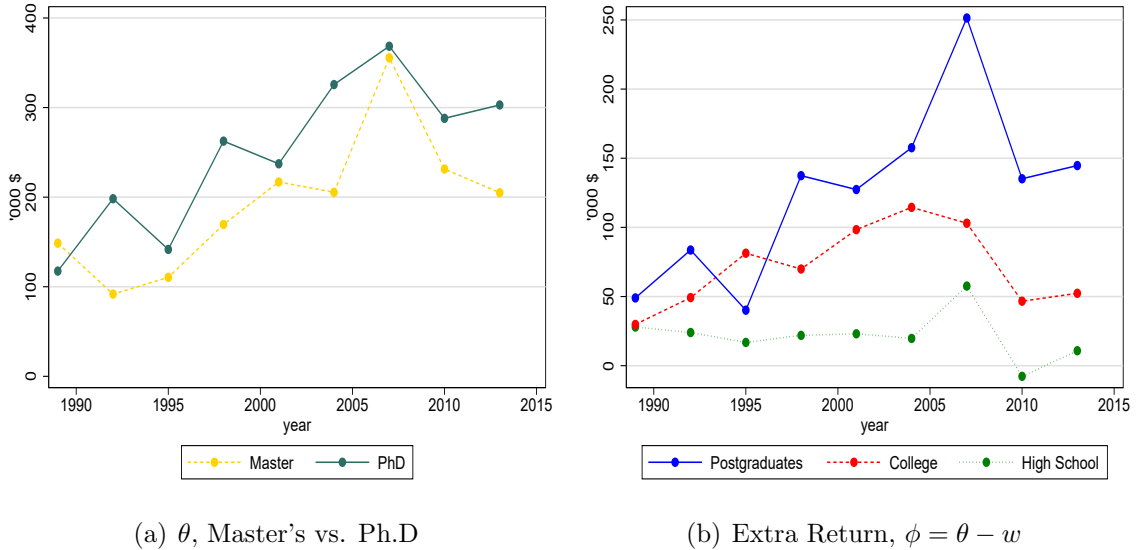 400
300
200
100
0
'000 $
1990 1995 2000 2005 2010 2015
year
Master PhD
(a) θ, Master's vs. Ph.D
250
200
150
100
50
0
'000 $
1990 1995 2000 2005 2010 2015
year
Postgraduates College High School
(b) Extra Return, ϕ = θ − w